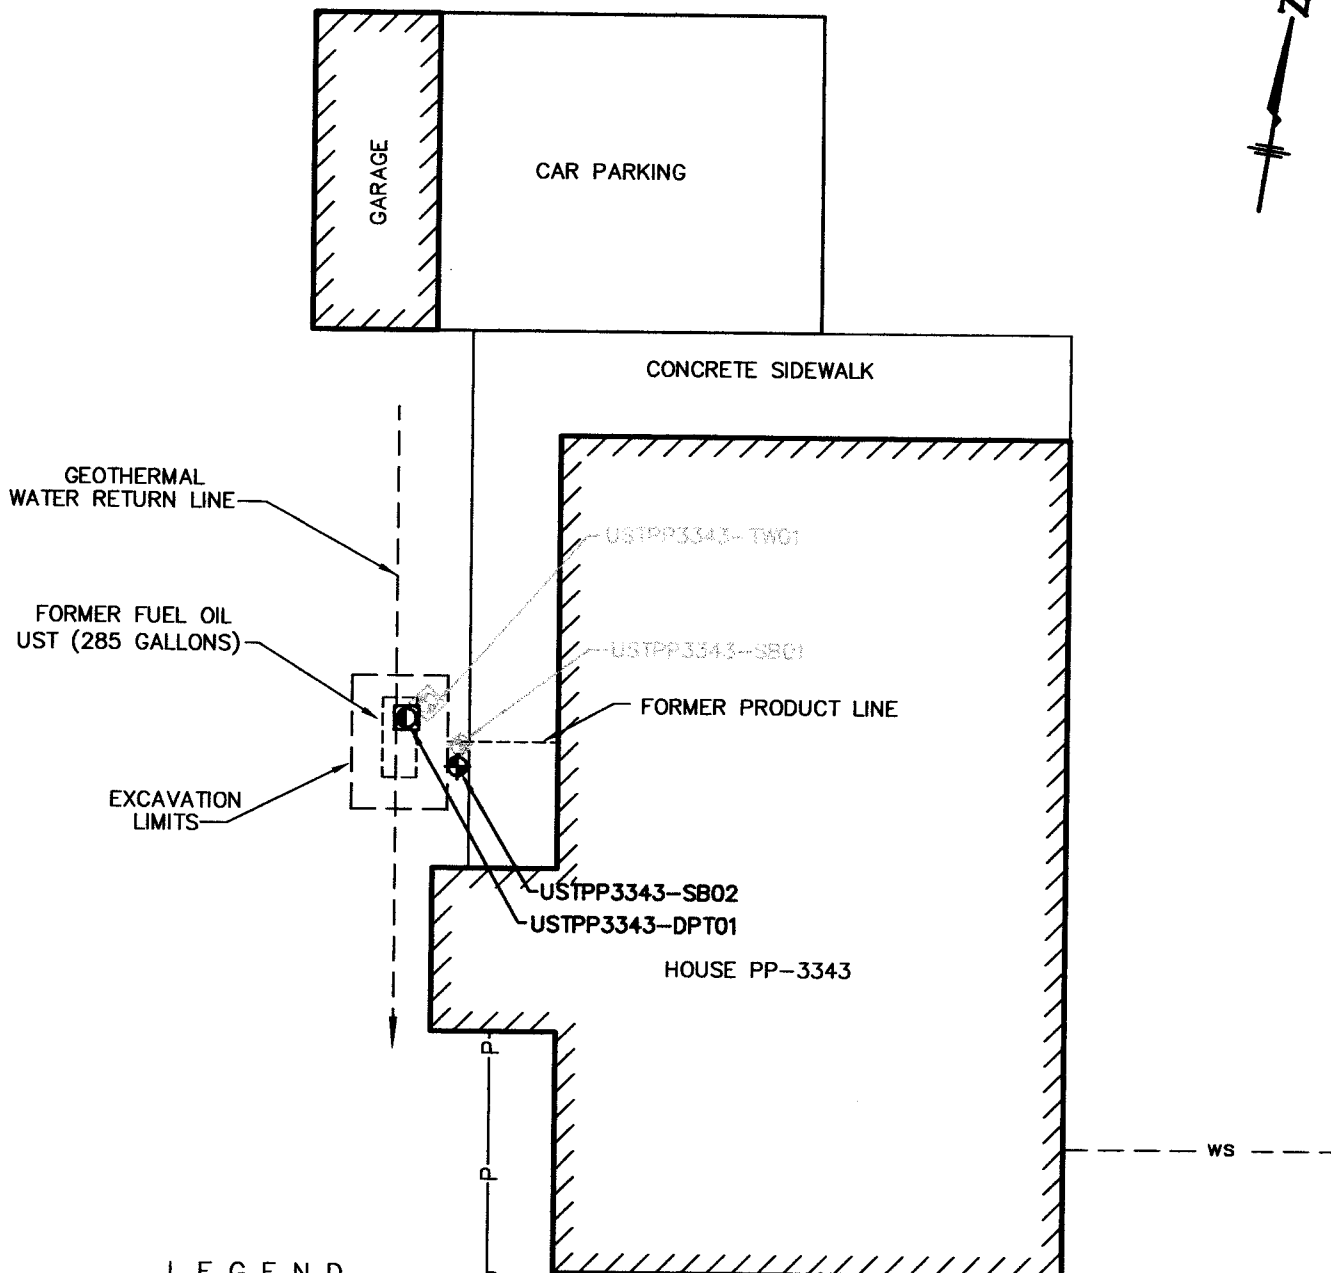 N
GARAGE
CAR PARKING
CONCRETE SIDEWALK
GEOTHERMAL
WATER RETURN LINE
USTPP3343-TW01
FORMER FUEL OIL
UST (285 GALLONS)
USTPP3343-SB01
FORMER PRODUCT LINE
EXCAVATION
LIMITS
USTPP3343-SB02
USTPP3343-DPT01
HOUSE PP-3343
P
P
WS
LEGEND